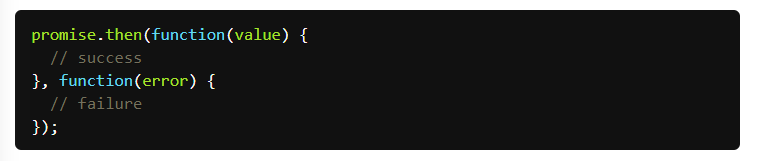 promise.then(function(value) {
  // success
}, function(error) {
  // failure
});